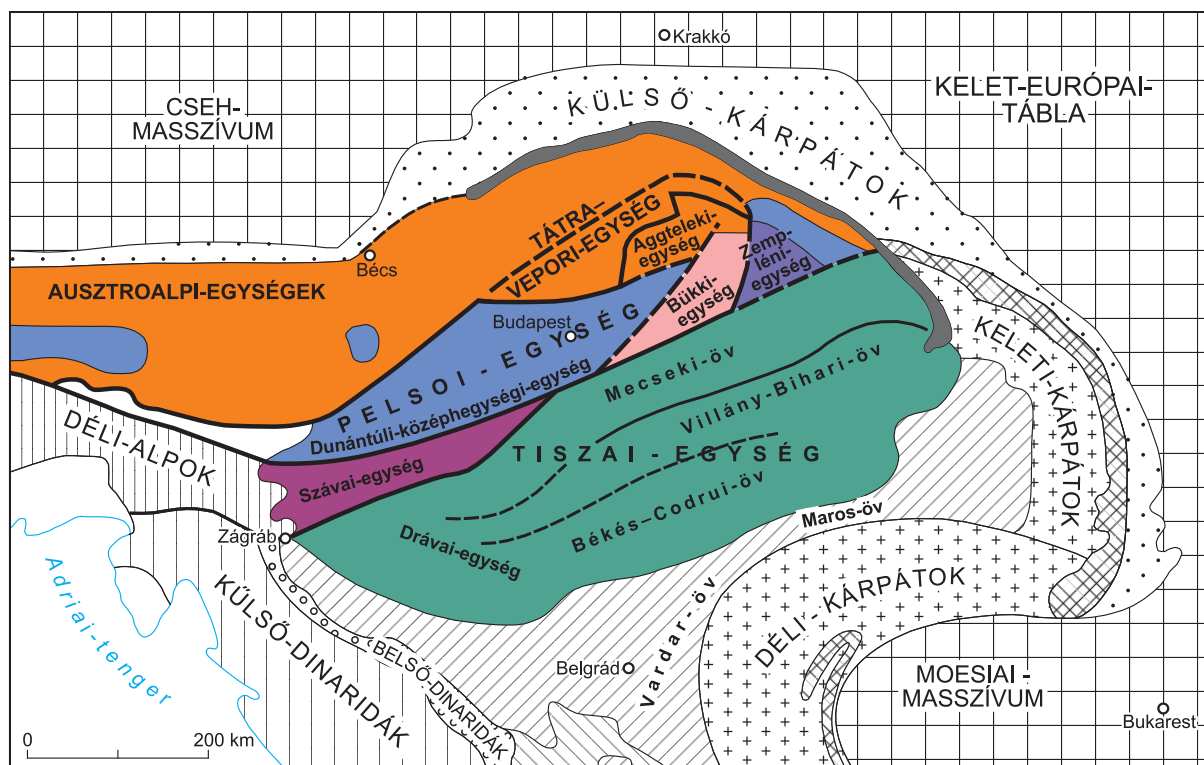 Krakkó
CSEH-
MASSZÍVUM
KELET-EURÓPAI-
TÁBLA
KÜLSŐ-KÁRPÁTOK
TÁTRA–
VEPORI-EGYSÉG
Aggteleki-
egység
Zemp-
léni-
egység
Bécs
AUSZTROALPI-EGYSÉGEK
Bükki-
egység
Budapest
PELSOI-EGYSÉG
Dunántúli-középhegységi-egység
KELETI-KÁRPÁTOK
Mecseki-öv
Villány-Bihari-öv
DÉLI-ALPOK
TISZAI-EGYSÉG
Szávai-egység
Békés–Codrui-öv
Maros-öv
Zágráb
Drávai-egység
Adriai-tenger
KŰLSŐ-DINARIDÁK
BELSŐ-DINARIDÁK
Belgrád
Vardar-öv
DÉLI-KÁRPÁTOK
MOESIAI-
MASSZÍVUM
Bukarest
0 200 km